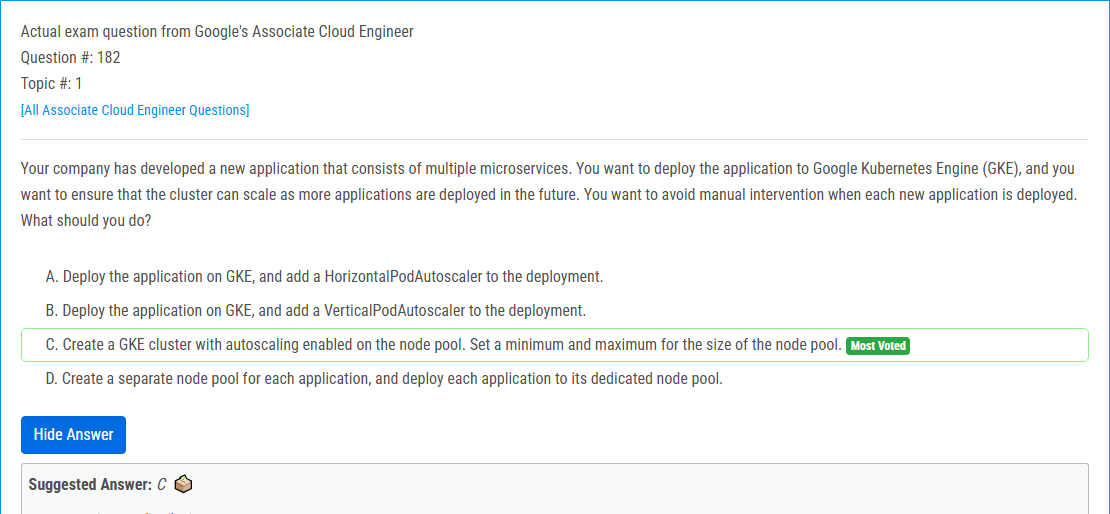 Actual exam question from Google's Associate Cloud Engineer
Question #: 182
Topic #: 1
[All Associate Cloud Engineer Questions]
Your company has developed a new application that consists of multiple microservices. You want to deploy the application to Google Kubernetes Engine (GKE), and you
want to ensure that the cluster can scale as more applications are deployed in the future. You want to avoid manual intervention when each new application is deployed.
What should you do?
A. Deploy the application on GKE, and add a HorizontalPodAutoscaler to the deployment.
B. Deploy the application on GKE, and add a VerticalPodAutoscaler to the deployment.
C. Create a GKE cluster with autoscaling enabled on the node pool. Set a minimum and maximum for the size of the node pool. Most Voted
D. Create a separate node pool for each application, and deploy each application to its dedicated node pool.
Hide Answer
Suggested Answer: C